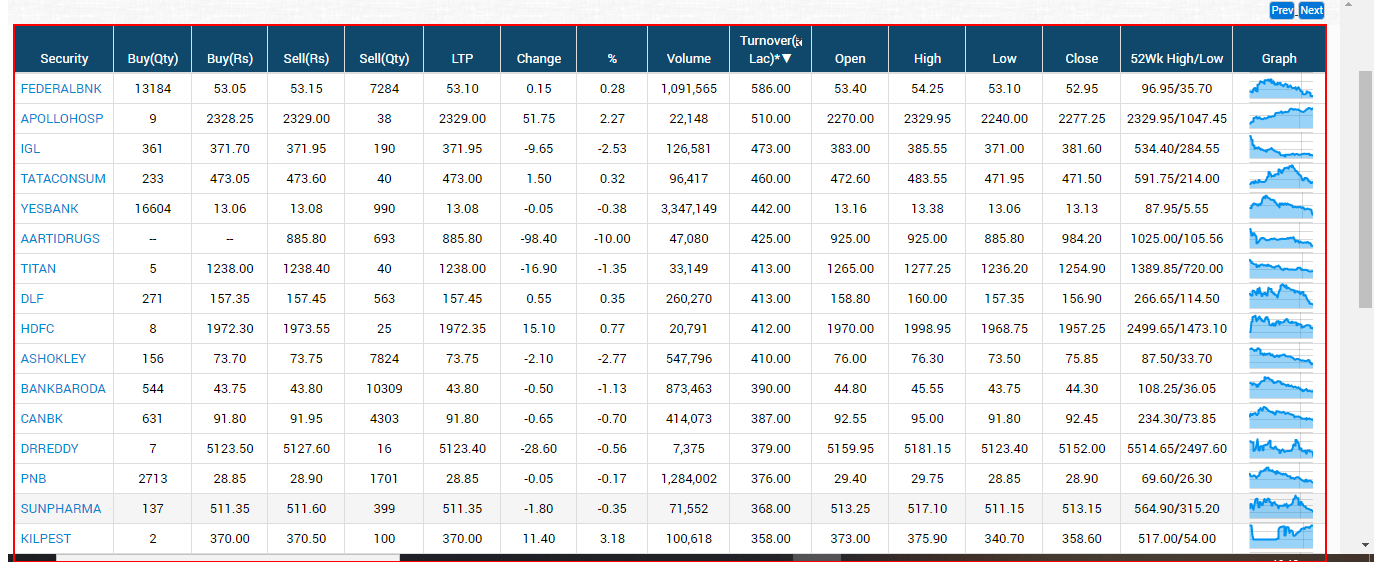 Prev Next
Turnover(₹
Security Buy(Qty) Buy(Rs) Sell(Rs) Sell(Qty) LTP Change % Volume Lac)*▼ Open High Low Close 52Wk High/Low Graph
FEDERALBNK 13184 53.05 53.15 7284 53.10 0.15 0.28 1,091,565 586.00 53.40 54.25 53.10 52.95 96.95/35.70
APOLLOHOSP 9 2328.25 2329.00 38 2329.00 51.75 2.27 22,148 510.00 2270.00 2329.95 2240.00 2277.25 2329.95/1047.45
IGL 361 371.70 371.95 190 371.95 -9.65 -2.53 126,581 473.00 383.00 385.55 371.00 381.60 534.40/284.55
TATACONSUM 233 473.05 473.60 40 473.00 1.50 0.32 96,417 460.00 472.60 483.55 471.95 471.50 591.75/214.00
YESBANK 16604 13.06 13.08 990 13.08 -0.05 -0.38 3,347,149 442.00 13.16 13.38 13.06 13.13 87.95/5.55
AARTIDRUGS -- -- 885.80 693 885.80 -98.40 -10.00 47,080 425.00 925.00 925.00 885.80 984.20 1025.00/105.56
TITAN 5 1238.00 1238.40 40 1238.00 -16.90 -1.35 33,149 413.00 1265.00 1277.25 1236.20 1254.90 1389.85/720.00
DLF 271 157.35 157.45 563 157.45 0.55 0.35 260,270 413.00 158.80 160.00 157.35 156.90 266.65/114.50
HDFC 8 1972.30 1973.55 25 1972.35 15.10 0.77 20,791 412.00 1970.00 1998.95 1968.75 1957.25 2499.65/1473.10
ASHOKLEY 156 73.70 73.75 7824 73.75 -2.10 -2.77 547,796 410.00 76.00 76.30 73.50 75.85 87.50/33.70
BANKBARODA 544 43.75 43.80 10309 43.80 -0.50 -1.13 873,463 390.00 44.80 45.55 43.75 44.30 108.25/36.05
CANBK 631 91.80 91.95 4303 91.80 -0.65 -0.70 414,073 387.00 92.55 95.00 91.80 92.45 234.30/73.85
DRREDDY 7 5123.50 5127.60 16 5123.40 -28.60 -0.56 7,375 379.00 5159.95 5181.15 5123.40 5152.00 5514.65/2497.60
PNB 2713 28.85 28.90 1701 28.85 -0.05 -0.17 1,284,002 376.00 29.40 29.75 28.85 28.90 69.60/26.30
SUNPHARMA 137 511.35 511.60 399 511.35 -1.80 -0.35 71,552 368.00 513.25 517.10 511.15 513.15 564.90/315.20
KILPEST 2 370.00 370.50 100 370.00 11.40 3.18 100,618 358.00 373.00 375.90 340.70 358.60 517.00/54.00